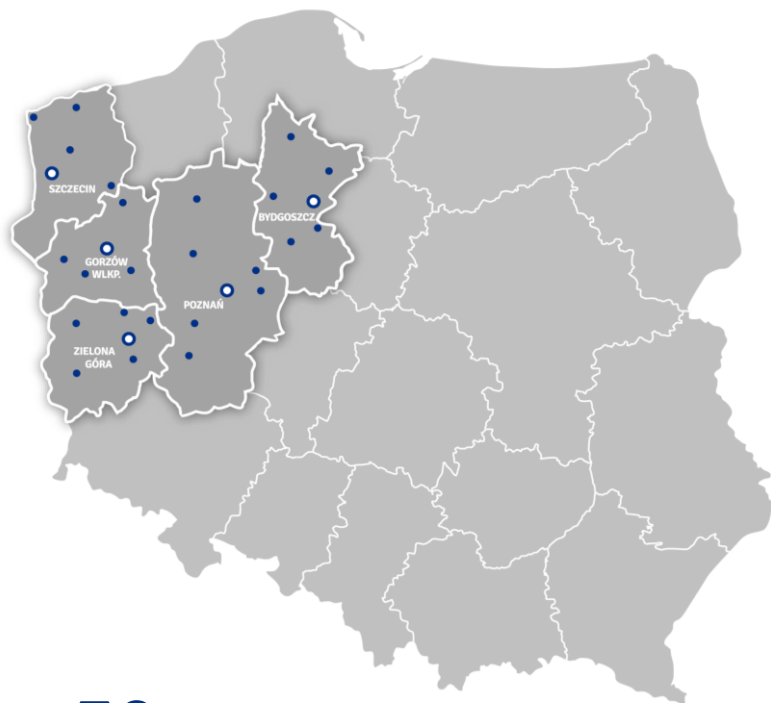 SZCZECIN
BYDGOSZCZ
GORZÓW
WLKP.
POZNAŃ
ZIELONA
GÓRA